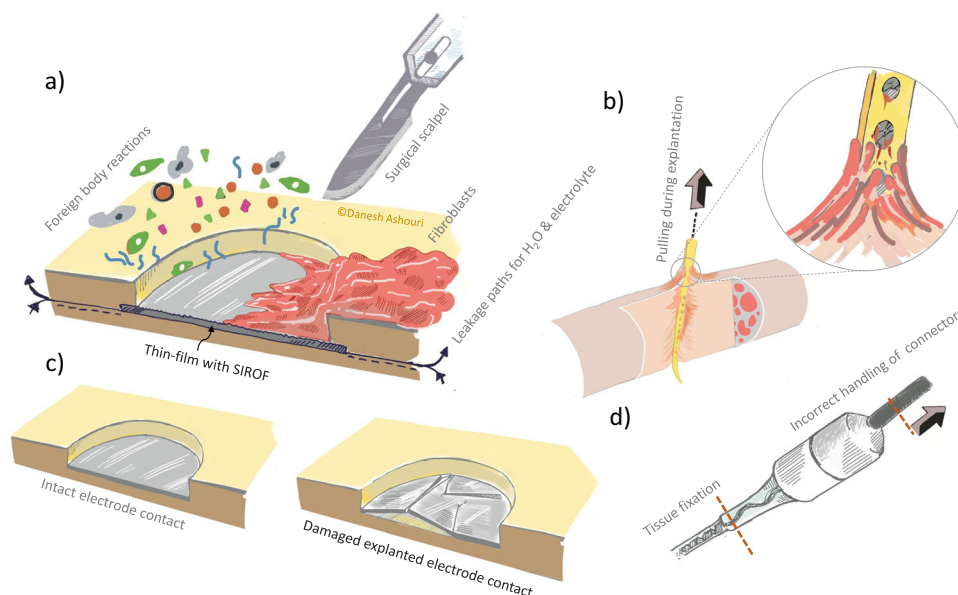 a)
Foreign body reactions
Surgical scalpel
©Danesh Ashouri
Fibroblasts
Leakage paths for H₂O & electrolyte
Thin-film with SIROF
b)
Pulling during explantation
c)
Intact electrode contact
Damaged explanted electrode contact
d)
Incorrect handling of connectors
Tissue fixation